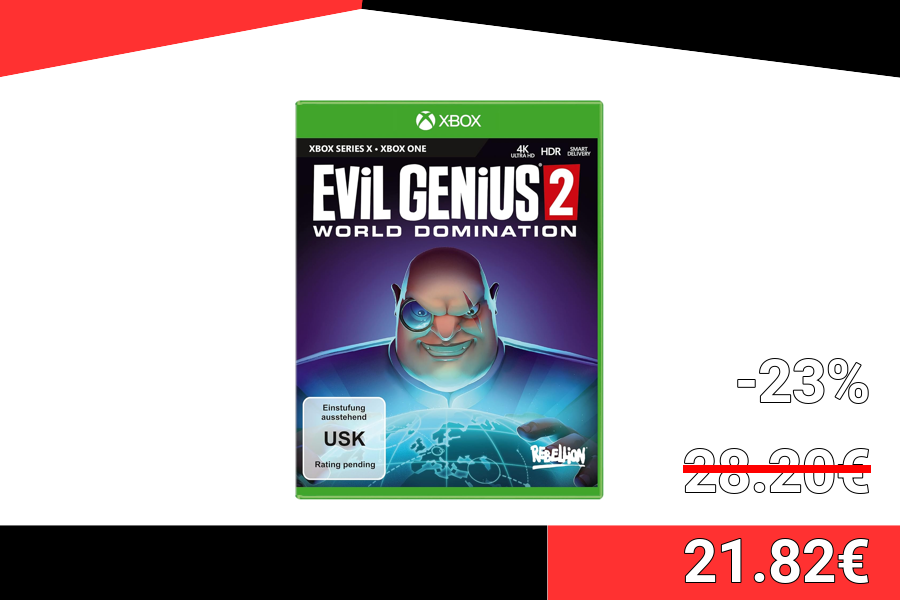 XBOX
XBOX SERIES X • XBOX ONE
4K
ULTRA HD
HDR
SMART
DELIVERY
EVIL GENIUS 2
WORLD DOMINATION
Einstufung
ausstehend
USK
Rating pending
REBELLION
-23%
28.20€
21.82€